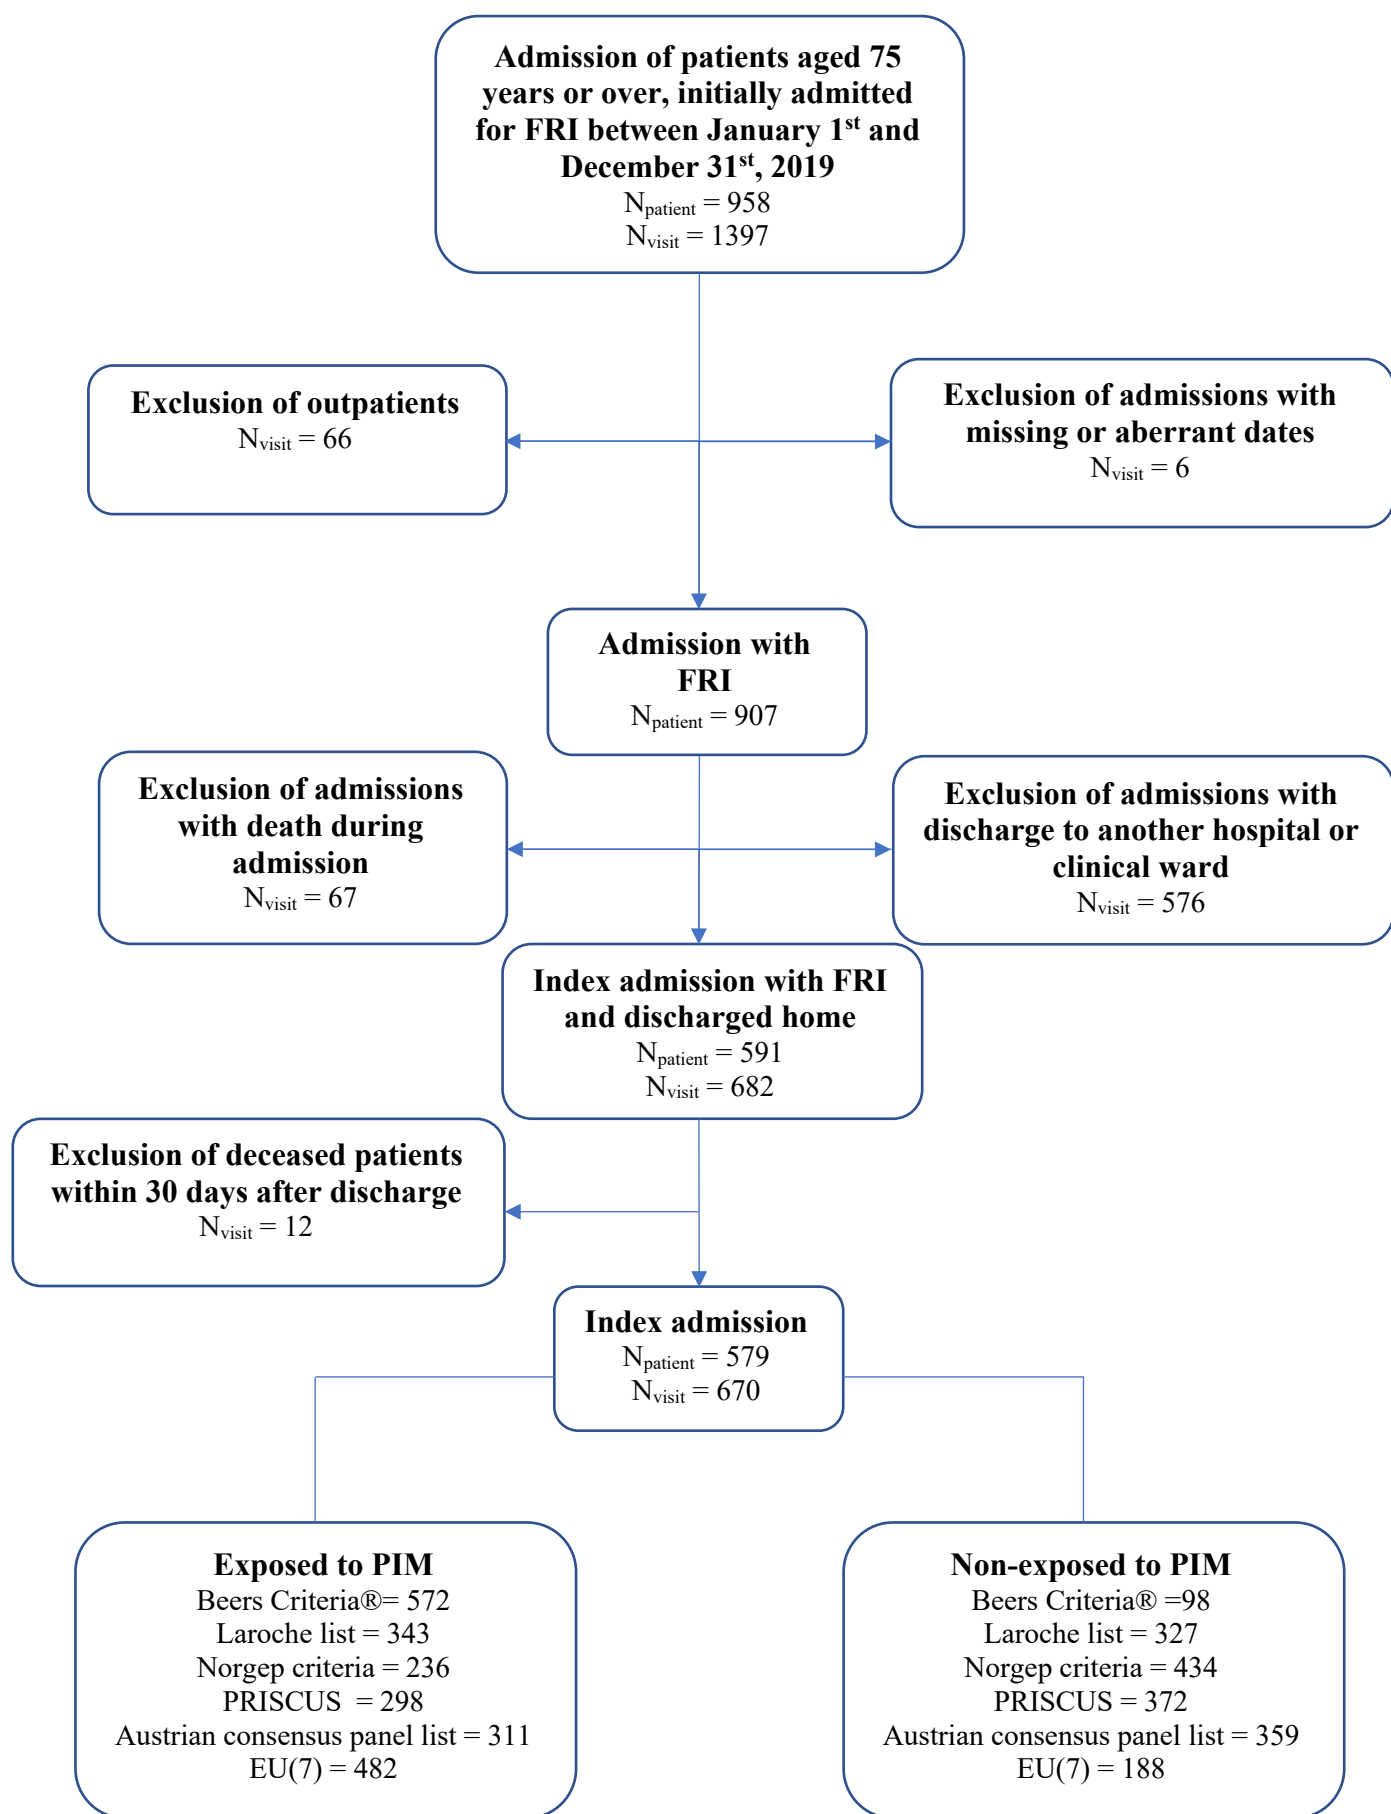 Admission of patients aged 75
years or over, initially admitted
for FRI between January 1st and
December 31st, 2019
Npatient = 958
Nvisit = 1397
Exclusion of outpatients
Nvisit = 66
Exclusion of admissions with
missing or aberrant dates
Nvisit = 6
Admission with
FRI
Npatient = 907
Exclusion of admissions
with death during
admission
Nvisit = 67
Exclusion of admissions with
discharge to another hospital or
clinical ward
Nvisit = 576
Index admission with FRI
and discharged home
Npatient = 591
Nvisit = 682
Exclusion of deceased patients
within 30 days after discharge
Nvisit = 12
Index admission
Npatient = 579
Nvisit = 670
Exposed to PIM
Beers Criteria®= 572
Laroche list = 343
Norgep criteria = 236
PRISCUS = 298
Austrian consensus panel list = 311
EU(7) = 482
Non-exposed to PIM
Beers Criteria® =98
Laroche list = 327
Norgep criteria = 434
PRISCUS = 372
Austrian consensus panel list = 359
EU(7) = 188